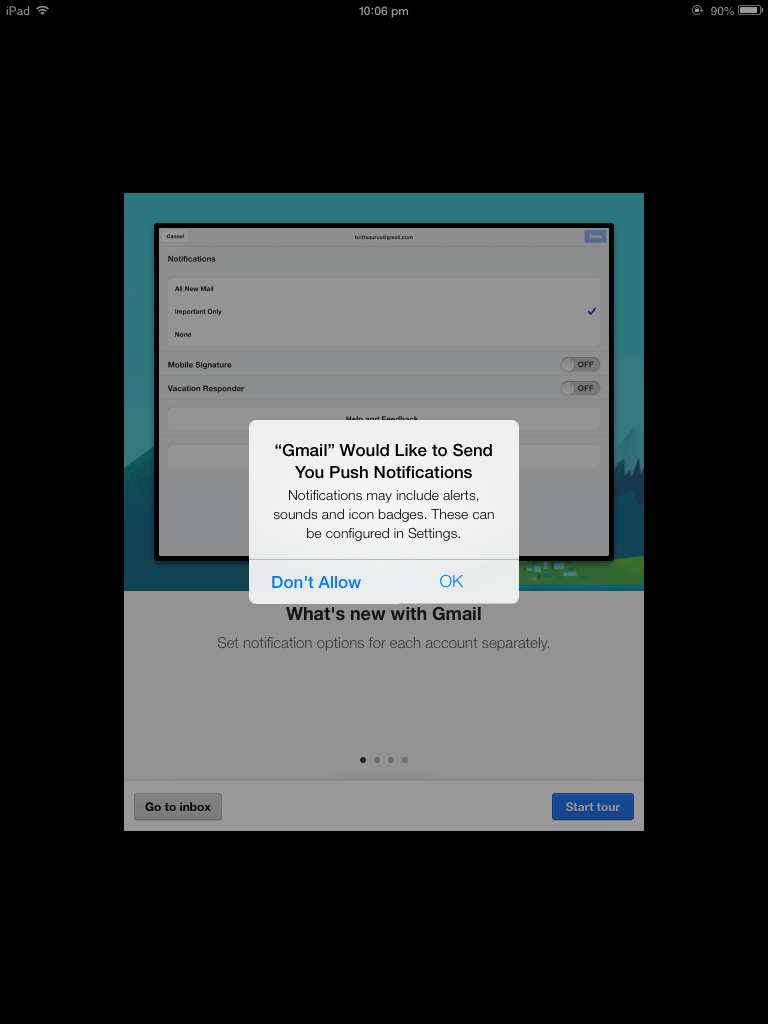 iPad
10:06 pm
90%
Cancel
brittsaurus@gmail.com
Save
Notifications
All New Mail
Important Only
None
Mobile Signature
OFF
Vacation Responder
OFF
Help and Feedback
“Gmail” Would Like to Send
You Push Notifications
Notifications may include alerts,
sounds and icon badges. These can
be configured in Settings.
Don't Allow
OK
What's new with Gmail
Set notification options for each account separately.
Go to inbox
Start tour